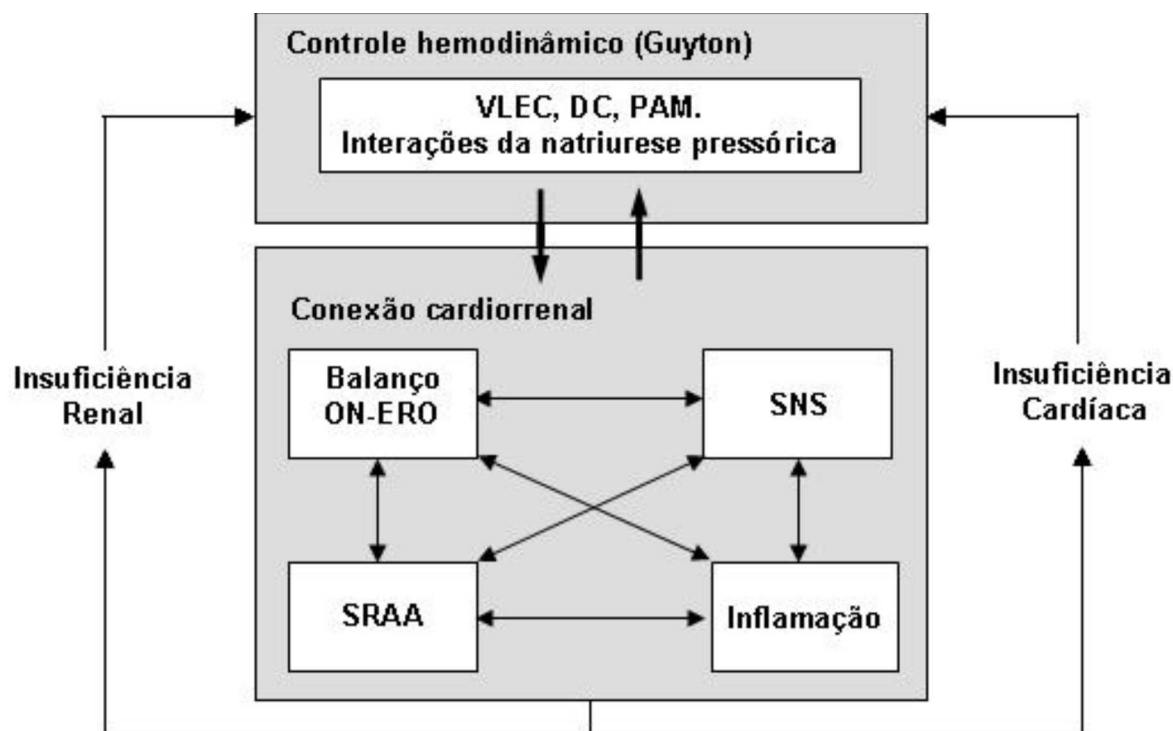 Controle hemodinâmico (Guyton)
VLEC, DC, PAM.
Interações da natriurese pressórica
Conexão cardiorrenal
Balanço
ON-ERO
SNS
Insuficiência
Renal
Insuficiência
Cardíaca
SRAA
Inflamação